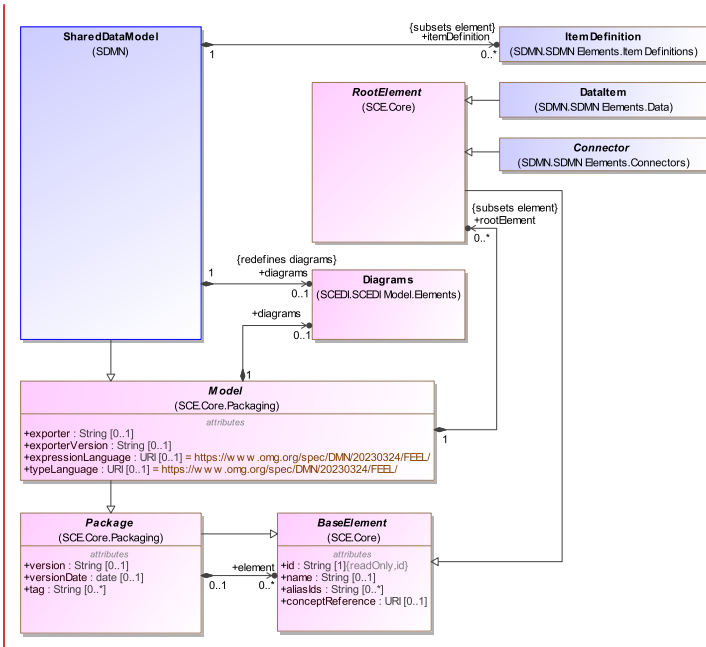 SharedDataModel
(SDMN)
{subsets element}
+itemDefinition
1
0..*
ItemDefinition
(SDMN.SDMN Elements.Item Definitions)
RootElement
(SCE.Core)
DataItem
(SDMN.SDMN Elements.Data)
Connector
(SDMN.SDMN Elements.Connectors)
{subsets element}
+rootElement
0..*
{redefines diagrams}
1
+diagrams
0..1
Diagrams
(SCEDI.SCEDI Model.Elements)
+diagrams
0..1
1
Model
(SCE.Core.Packaging)
attributes
+exporter : String [0..1]
+exporterVersion : String [0..1]
+expressionLanguage : URI [0..1] = https://www.omg.org/spec/DMN/20230324/FEEL/
+typeLanguage : URI [0..1] = https://www.omg.org/spec/DMN/20230324/FEEL/
1
Package
(SCE.Core.Packaging)
attributes
+version : String [0..1]
+versionDate : date [0..1]
+tag : String [0..*]
+element
0..1
0..*
BaseElement
(SCE.Core)
attributes
+id : String [1]{readOnly,id}
+name : String [0..1]
+aliasIds : String [0..*]
+conceptReference : URI [0..1]